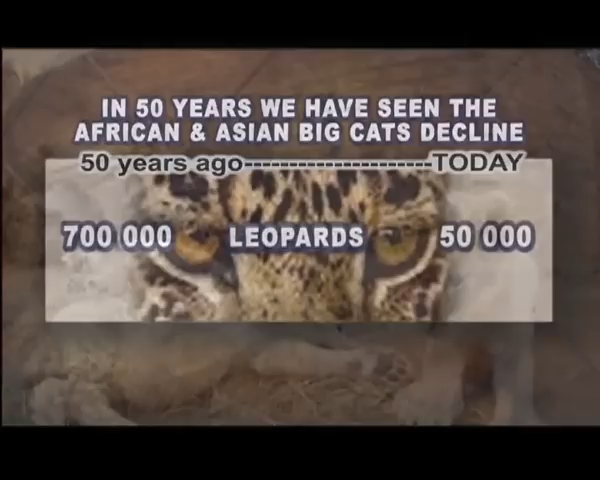 IN 50 YEARS WE HAVE SEEN THE
AFRICAN & ASIAN BIG CATS DECLINE
50 years ago---------------------TODAY
700 000 LEOPARDS 50 000